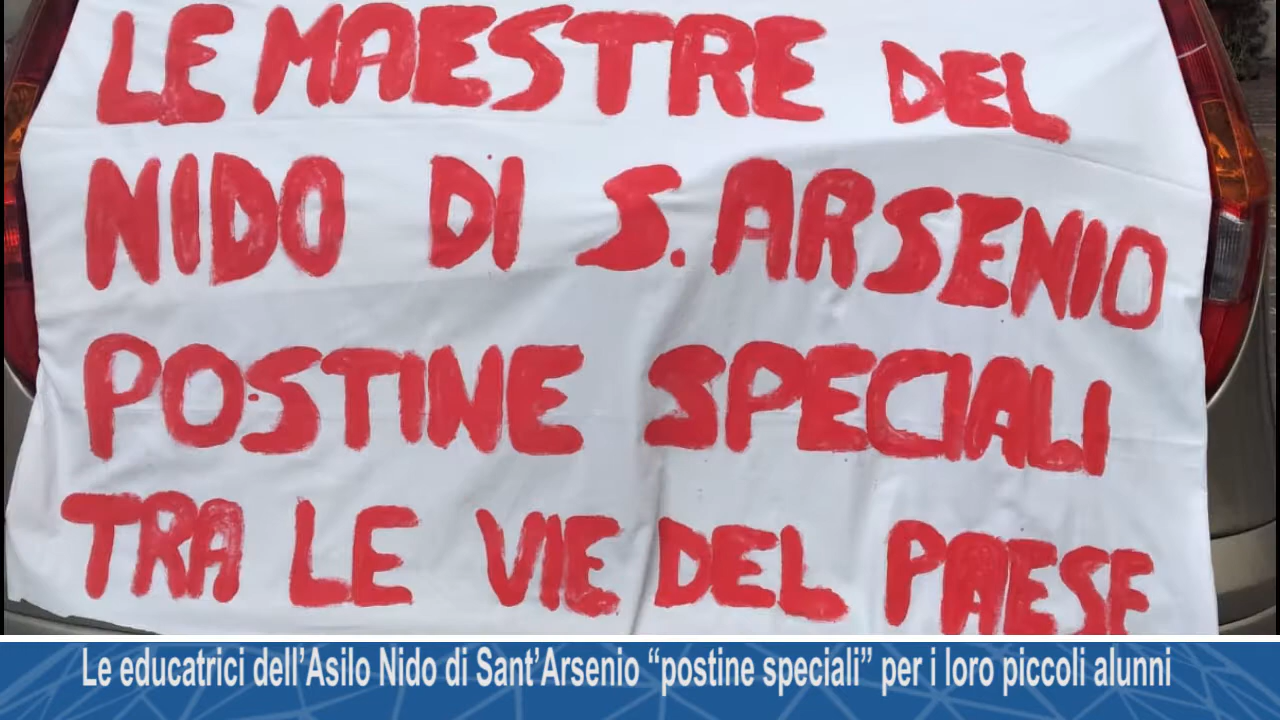 LE MAESTRE DEL
NIDO DI S. ARSENIO
POSTINE SPECIALI
TRA LE VIE DEL PAESE
Le educatrici dell’Asilo Nido di Sant’Arsenio “postine speciali” per i loro piccoli alunni